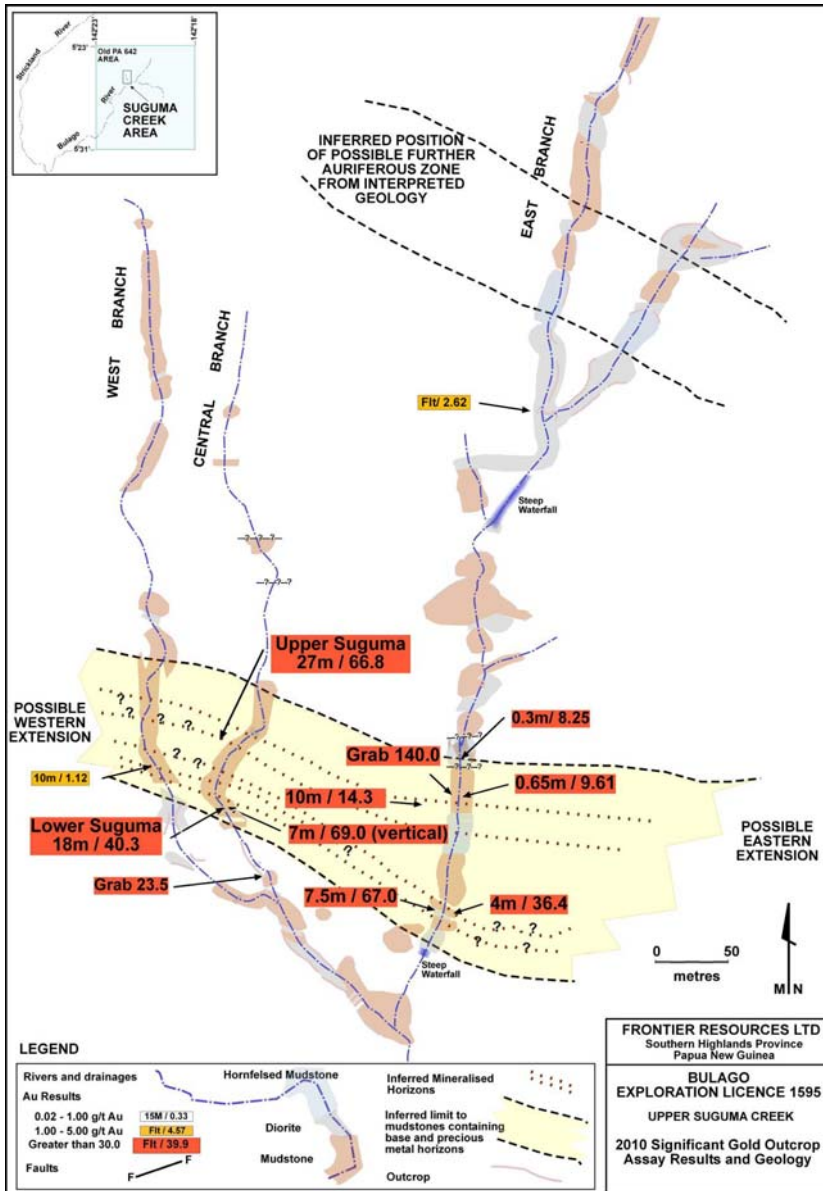 142°23'
142°18'
5°23'
Old PA 642
AREA
River
Strickland
River
SUGUMA
CREEK
AREA
Bulago
5°31'
INFERRED POSITION
OF POSSIBLE FURTHER
AURIFEROUS ZONE
FROM INTERPRETED
GEOLOGY
EAST BRANCH
WEST BRANCH
CENTRAL BRANCH
Flt/ 2.62
Steep
Waterfall
-?-?-?-
-?-?-?-
Upper Suguma
27m / 66.8
POSSIBLE
WESTERN
EXTENSION
? ? ? ? ?
0.3m/ 8.25
Grab 140.0
-?-?-?-
0.65m/ 9.61
10m / 1.12
10m / 14.3
Lower Suguma
18m / 40.3
7m / 69.0 (vertical)
POSSIBLE
EASTERN
EXTENSION
?
Grab 23.5
7.5m / 67.0
4m / 36.4
? ? ? ?
Steep
Waterfall
0 50
metres
M N
LEGEND
Rivers and drainages
Au Results
0.02 - 1.00 g/t Au
15M / 0.33
1.00 - 5.00 g/t Au
Flt / 4.57
Greater than 30.0
Flt / 39.9
Faults
F F
Hornfelsed Mudstone
Diorite
Mudstone
Inferred Mineralised
Horizons
Inferred limit to
mudstones containing
base and precious
metal horizons
Outcrop
FRONTIER RESOURCES LTD
Southern Highlands Province
Papua New Guinea
BULAGO
EXPLORATION LICENCE 1595
UPPER SUGUMA CREEK
2010 Significant Gold Outcrop
Assay Results and Geology